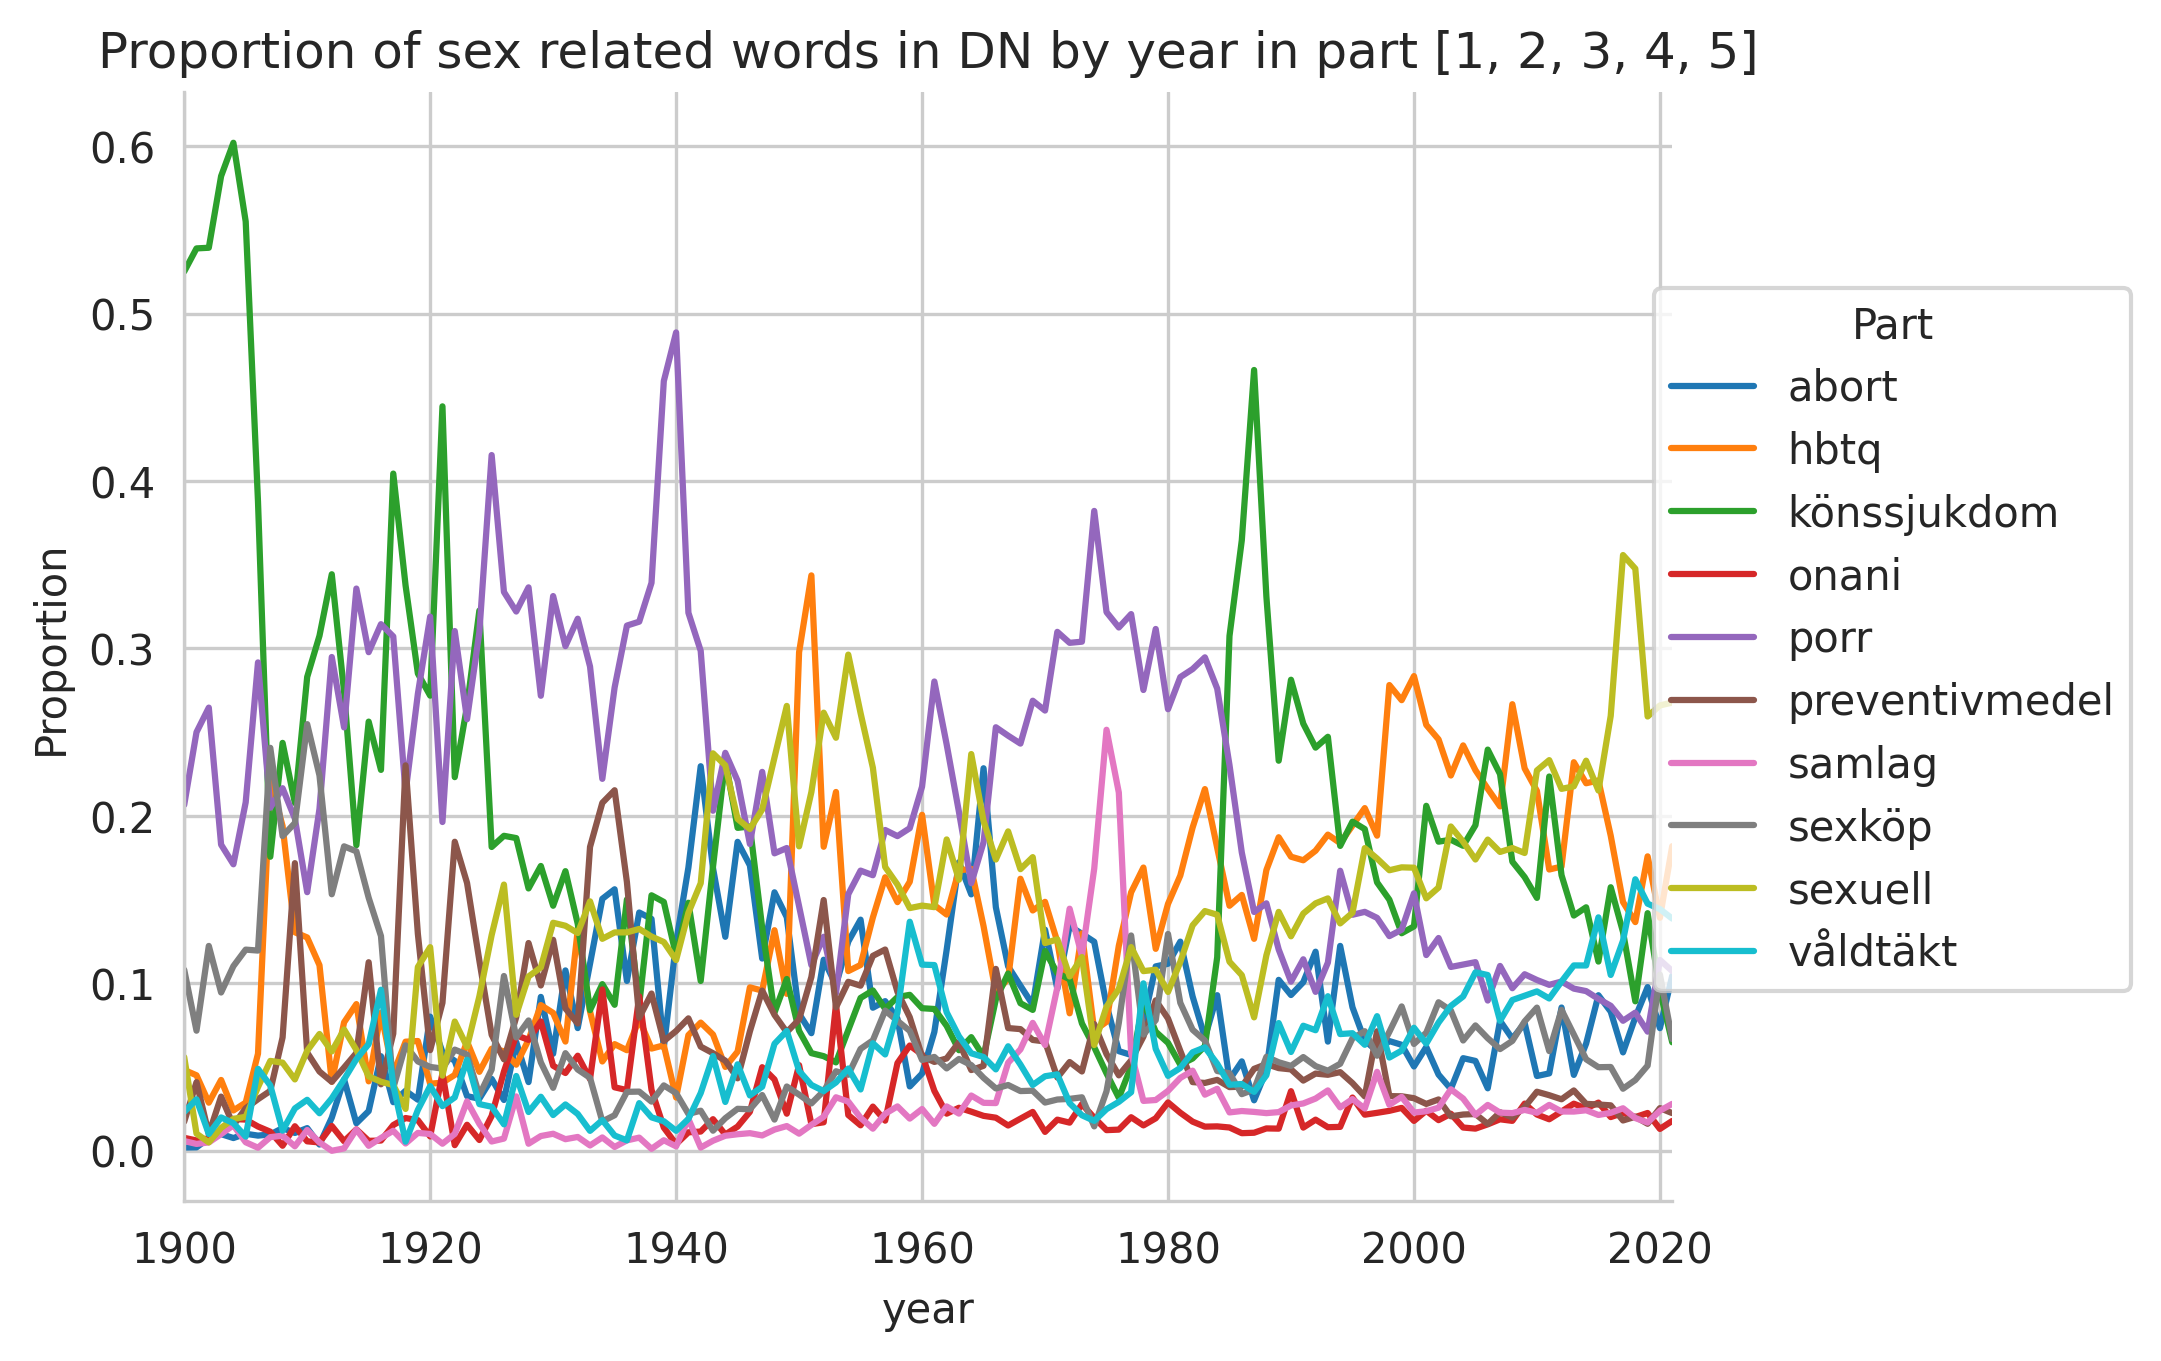 Proportion of sex related words in DN by year in part [1, 2, 3, 4, 5]
0.6
0.5
0.4
0.3
0.2
0.1
0.0
Proportion
1900 1920 1940 1960 1980 2000 2020
year
Part
abort
hbtq
könssjukdom
onani
porr
preventivmedel
samlag
sexköp
sexuell
våldtäkt